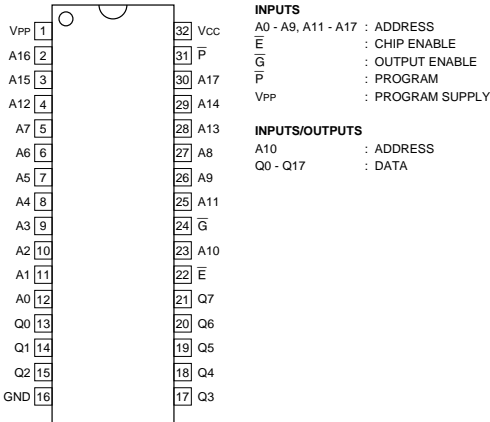 VPP 1 32 VCC
A16 2 31 P
A15 3 30 A17
A12 4 29 A14
A7 5 28 A13
A6 6 27 A8
A5 7 26 A9
A4 8 25 A11
A3 9 24 G
A2 10 23 A10
A1 11 22 E
A0 12 21 Q7
Q0 13 20 Q6
Q1 14 19 Q5
Q2 15 18 Q4
GND 16 17 Q3
INPUTS
A0 - A9, A11 - A17 : ADDRESS
E : CHIP ENABLE
G : OUTPUT ENABLE
P : PROGRAM
VPP : PROGRAM SUPPLY
INPUTS/OUTPUTS
A10 : ADDRESS
Q0 - Q17 : DATA